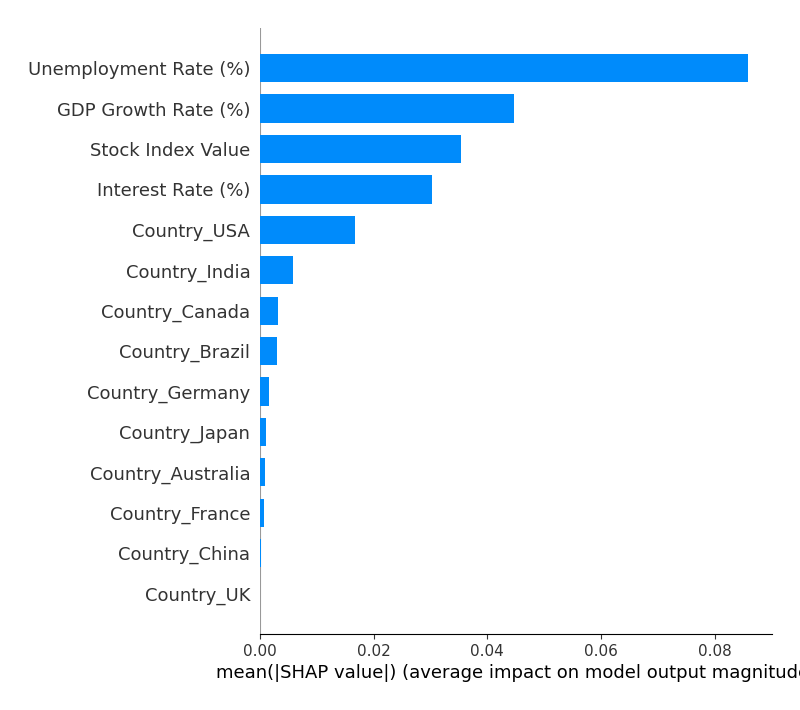 Unemployment Rate (%)
GDP Growth Rate (%)
Stock Index Value
Interest Rate (%)
Country_USA
Country_India
Country_Canada
Country_Brazil
Country_Germany
Country_Japan
Country_Australia
Country_France
Country_China
Country_UK
0.00 0.02 0.04 0.06 0.08
mean(|SHAP value|) (average impact on model output magnitude